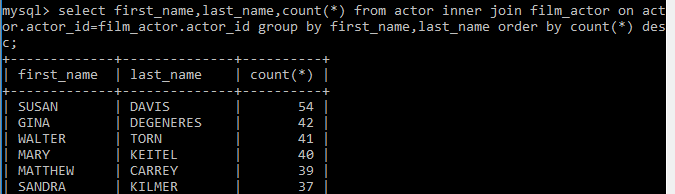 mysql> select first_name,last_name,count(*) from actor inner join film_actor on act
or.actor_id=film_actor.actor_id group by first_name,last_name order by count(*) des
c;
+------------+-----------+----------+
| first_name | last_name | count(*) |
+------------+-----------+----------+
| SUSAN | DAVIS | 54 |
| GINA | DEGENERES | 42 |
| WALTER | TORN | 41 |
| MARY | KEITEL | 40 |
| MATTHEW | CARREY | 39 |
| SANDRA | KILMER | 37 |